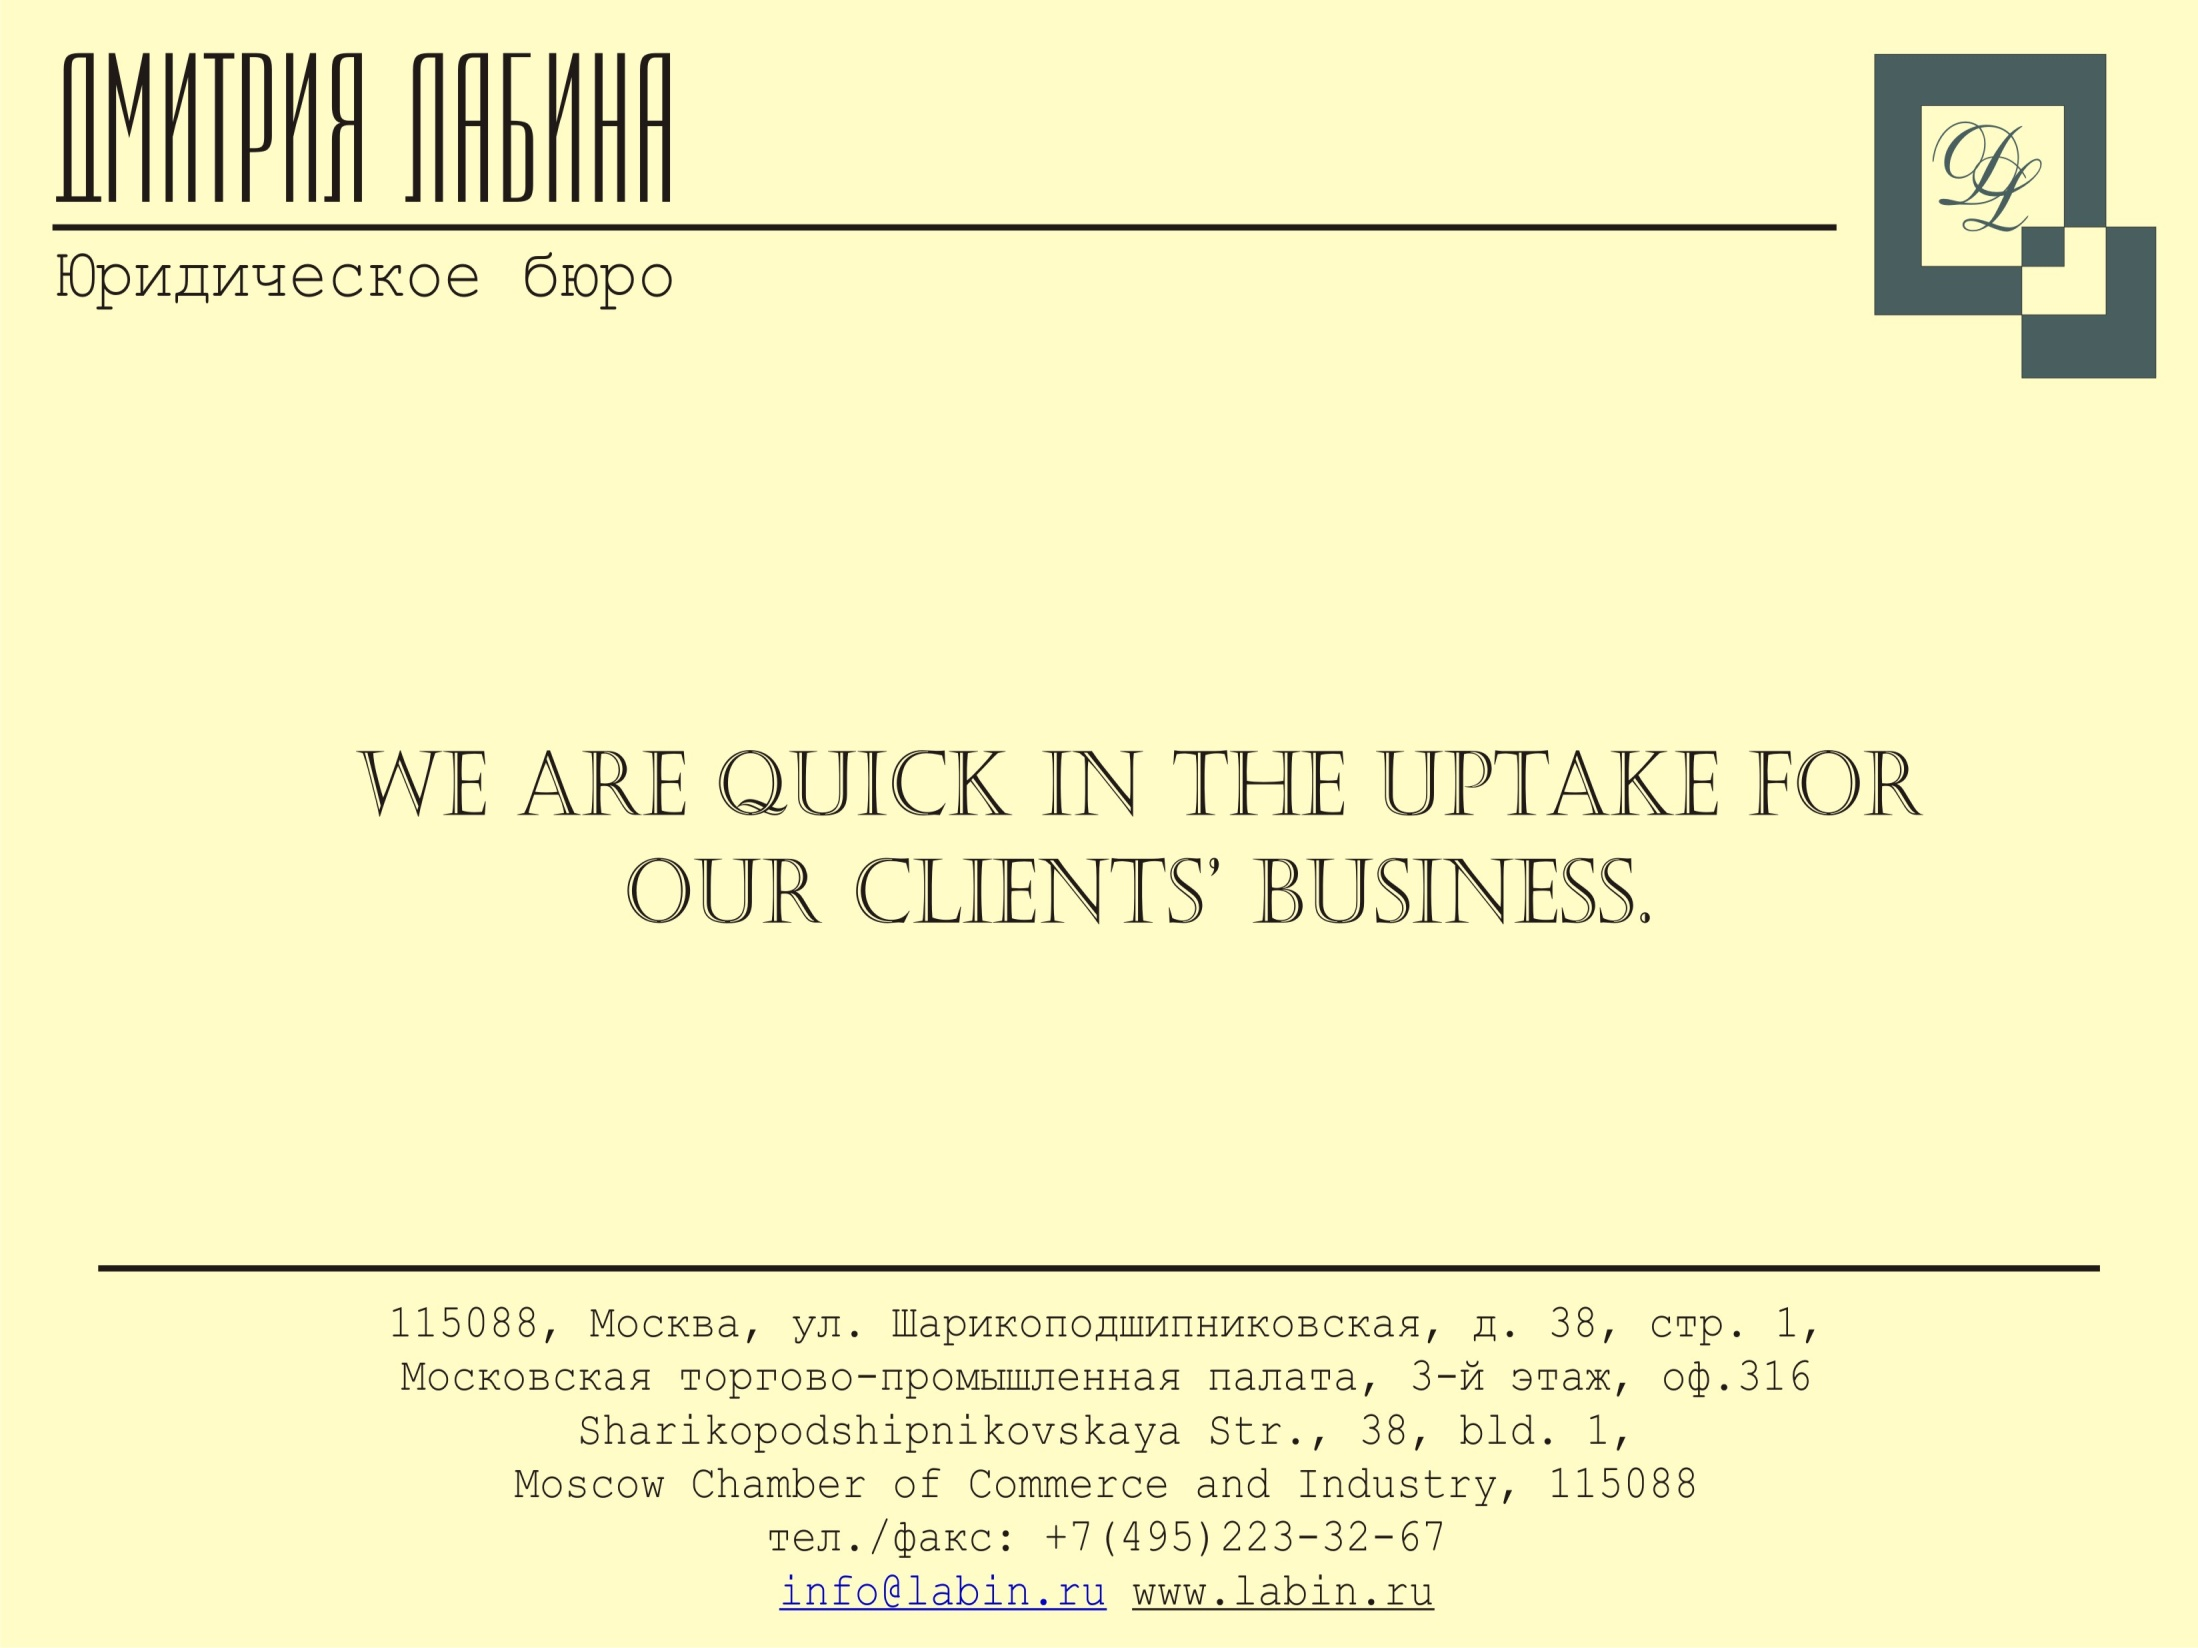 ДМИТРИЯ ЛАБИНА
DL
Юридическое бюро
WE ARE QUICK IN THE UPTAKE FOR
OUR CLIENTS’ BUSINESS.
115088, Москва, ул. Шарикоподшипниковская, д. 38, стр. 1,
Московская торгово-промышленная палата, 3-й этаж, оф.316
Sharikopodshipnikovskaya Str., 38, bld. 1,
Moscow Chamber of Commerce and Industry, 115088
тел./факс: +7(495)223-32-67
info@labin.ru www.labin.ru